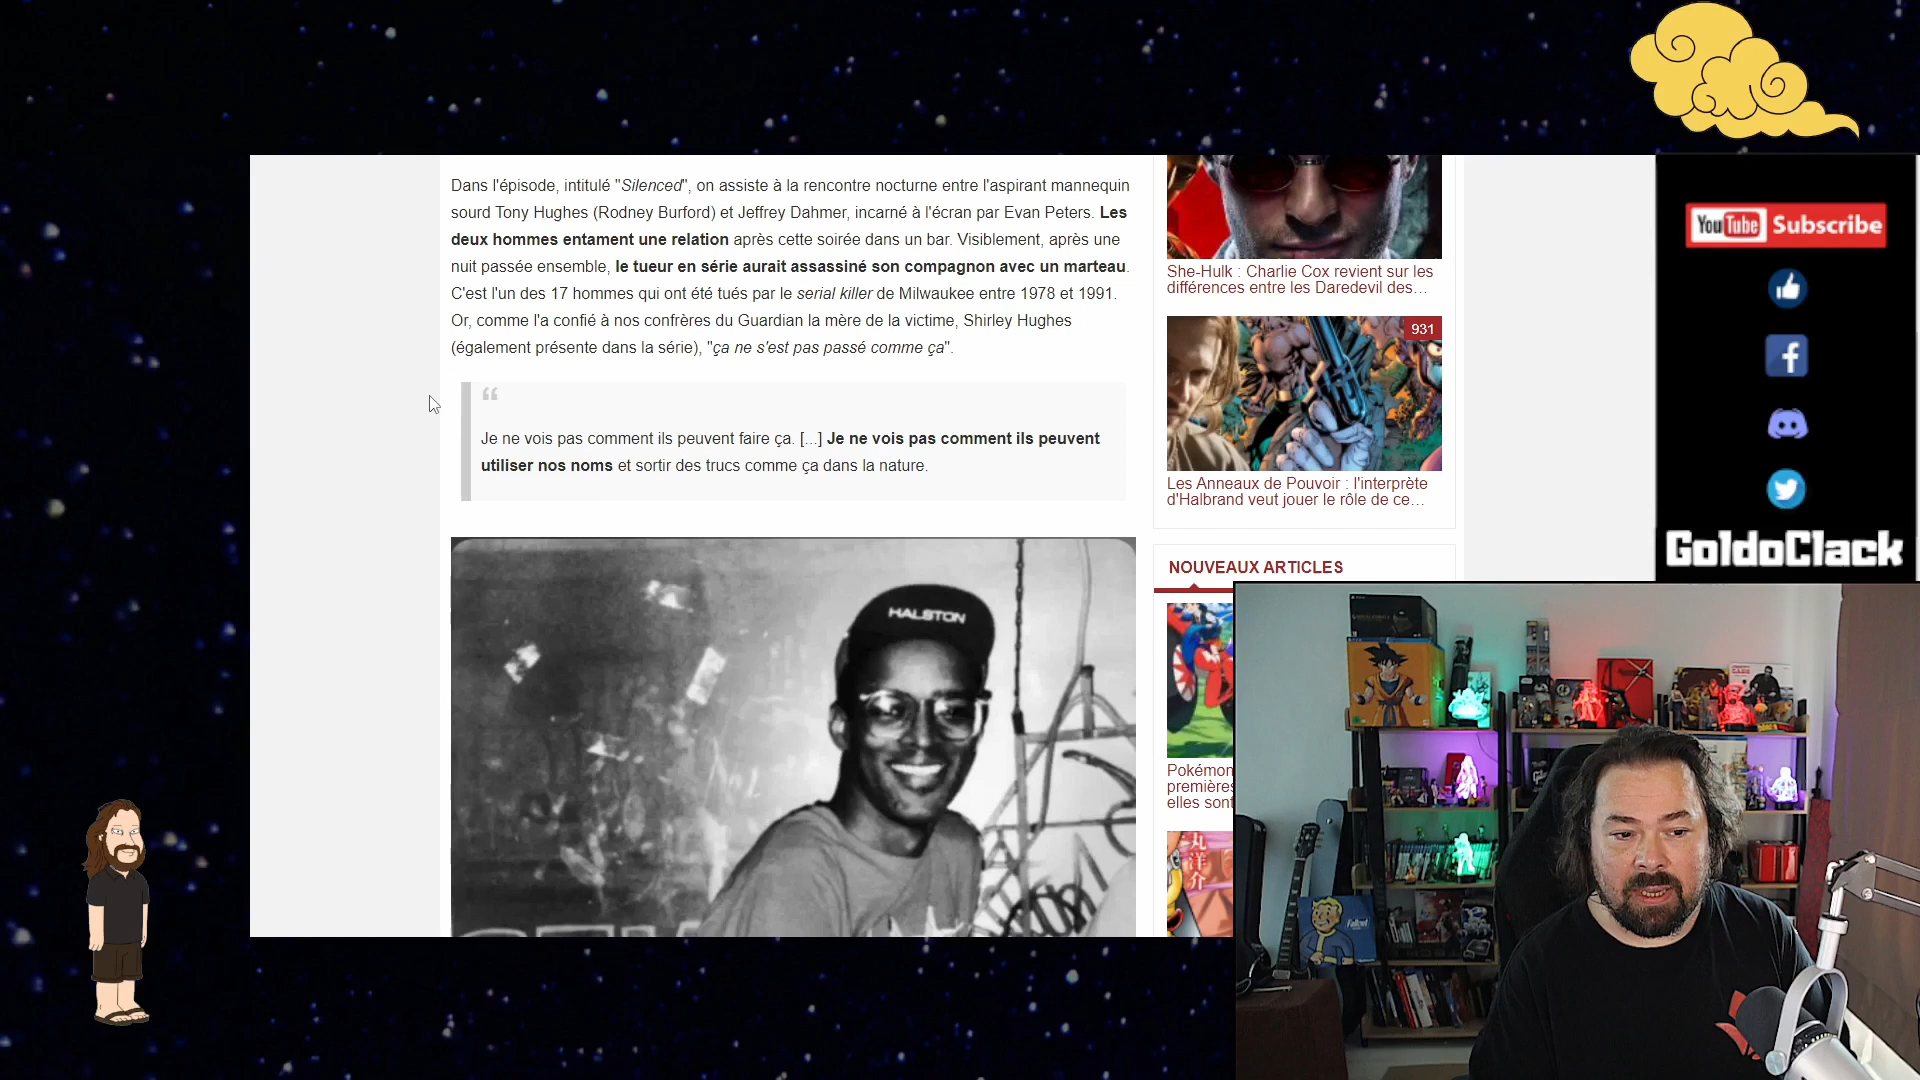 Dans l'épisode, intitulé "Silenced", on assiste à la rencontre nocturne entre l'aspirant mannequin
sourd Tony Hughes (Rodney Burford) et Jeffrey Dahmer, incarné à l'écran par Evan Peters. Les
deux hommes entament une relation après cette soirée dans un bar. Visiblement, après une
nuit passée ensemble, le tueur en série aurait assassiné son compagnon avec un marteau.
C'est l'un des 17 hommes qui ont été tués par le serial killer de Milwaukee entre 1978 et 1991.
Or, comme l'a confié à nos confrères du Guardian la mère de la victime, Shirley Hughes
(également présente dans la série), "ça ne s'est pas passé comme ça".
“
Je ne vois pas comment ils peuvent faire ça. [...] Je ne vois pas comment ils peuvent
utiliser nos noms et sortir des trucs comme ça dans la nature.
HALSTON
She-Hulk : Charlie Cox revient sur les
différences entre les Daredevil des…
931
Les Anneaux de Pouvoir : l'interprète
d'Halbrand veut jouer le rôle de ce…
NOUVEAUX ARTICLES
Pokémon
premières
elles sont
丸
洋
介
YouTube Subscribe
GoldoClack
Fallout